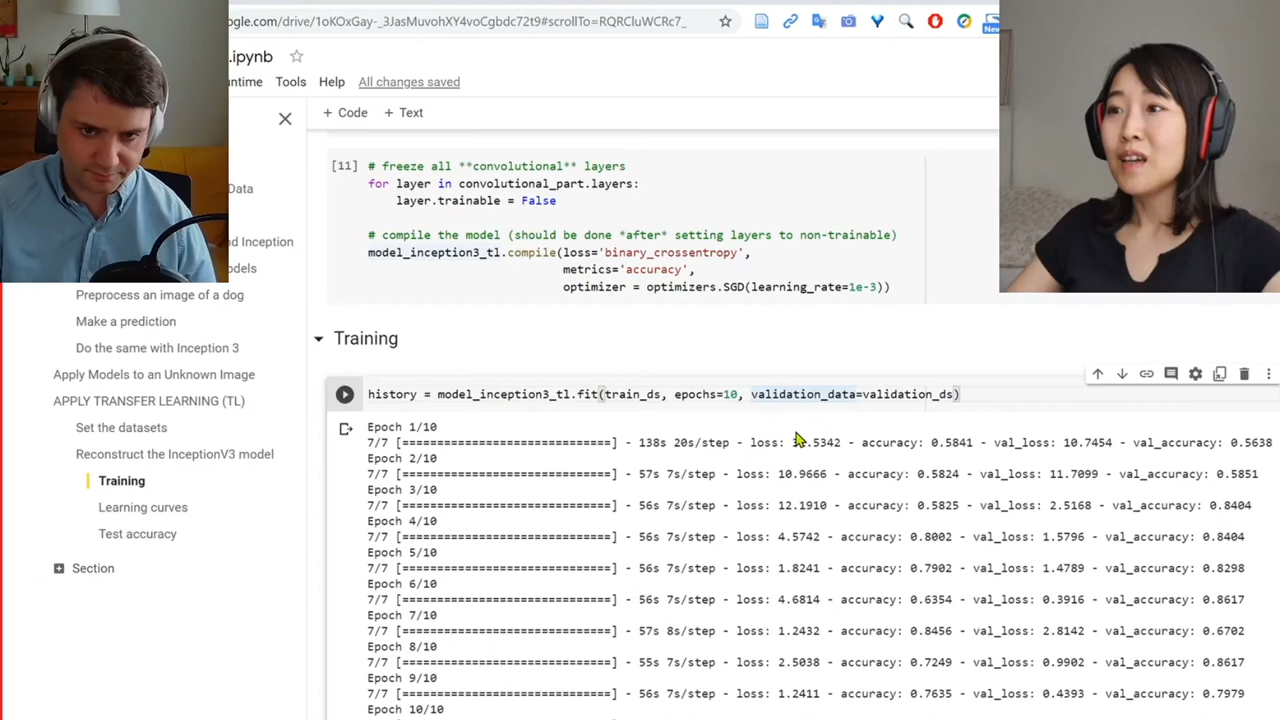 gle.com/drive/1oKOxGay-_3JasMuvohXY4voCgbdc72t9#scrollTo=RQRCIuWCRc7_
New
.ipynb
untime Tools Help All changes saved
+ Code + Text
Data
nd Inception
odels
Preprocess an image of a dog
Make a prediction
Do the same with Inception 3
Apply Models to an Unknown Image
APPLY TRANSFER LEARNING (TL)
Set the datasets
Reconstruct the InceptionV3 model
Training
Learning curves
Test accuracy
Section
[11] # freeze all **convolutional** layers
for layer in convolutional_part.layers:
layer.trainable = False
# compile the model (should be done *after* setting layers to non-trainable)
model_inception3_tl.compile(loss='binary_crossentropy',
metrics='accuracy',
optimizer = optimizers.SGD(learning_rate=1e-3))
Training
history = model_inception3_tl.fit(train_ds, epochs=10, validation_data=validation_ds)
Epoch 1/10
7/7 [==============================] - 138s 20s/step - loss: .5342 - accuracy: 0.5841 - val_loss: 10.7454 - val_accuracy: 0.5638
Epoch 2/10
7/7 [==============================] - 57s 7s/step - loss: 10.9666 - accuracy: 0.5824 - val_loss: 11.7099 - val_accuracy: 0.5851
Epoch 3/10
7/7 [==============================] - 56s 7s/step - loss: 12.1910 - accuracy: 0.5825 - val_loss: 2.5168 - val_accuracy: 0.8404
Epoch 4/10
7/7 [==============================] - 56s 7s/step - loss: 4.5742 - accuracy: 0.8002 - val_loss: 1.5796 - val_accuracy: 0.8404
Epoch 5/10
7/7 [==============================] - 56s 7s/step - loss: 1.8241 - accuracy: 0.7902 - val_loss: 1.4789 - val_accuracy: 0.8298
Epoch 6/10
7/7 [==============================] - 56s 7s/step - loss: 4.6814 - accuracy: 0.6354 - val_loss: 0.3916 - val_accuracy: 0.8617
Epoch 7/10
7/7 [==============================] - 57s 8s/step - loss: 1.2432 - accuracy: 0.8456 - val_loss: 2.8142 - val_accuracy: 0.6702
Epoch 8/10
7/7 [==============================] - 55s 7s/step - loss: 2.5038 - accuracy: 0.7249 - val_loss: 0.9902 - val_accuracy: 0.8617
Epoch 9/10
7/7 [==============================] - 56s 7s/step - loss: 1.2411 - accuracy: 0.7635 - val_loss: 0.4393 - val_accuracy: 0.7979
Epoch 10/10